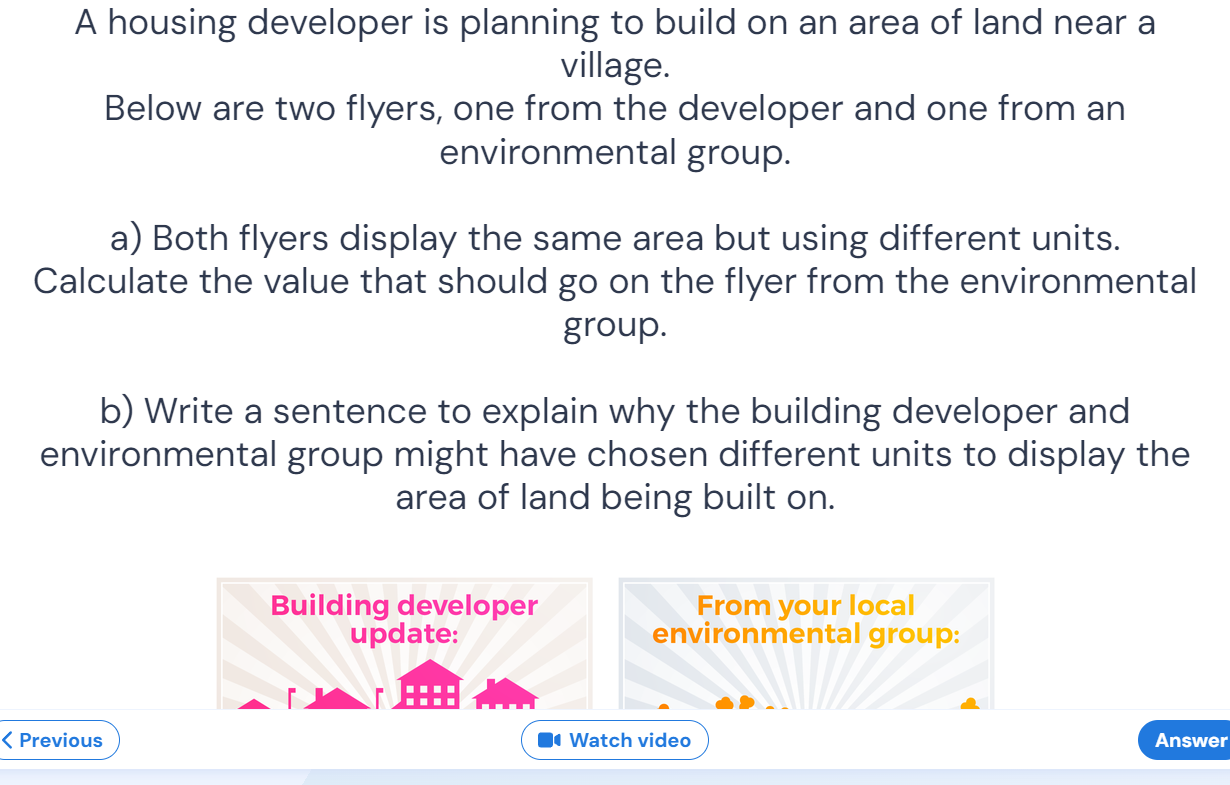 A housing developer is planning to build on an area of land near a
village.
Below are two flyers, one from the developer and one from an
environmental group.
a) Both flyers display the same area but using different units.
Calculate the value that should go on the flyer from the environmental
group.
b) Write a sentence to explain why the building developer and
environmental group might have chosen different units to display the
area of land being built on.
Building developer
update:
From your local
environmental group:
Previous
Watch video
Answer